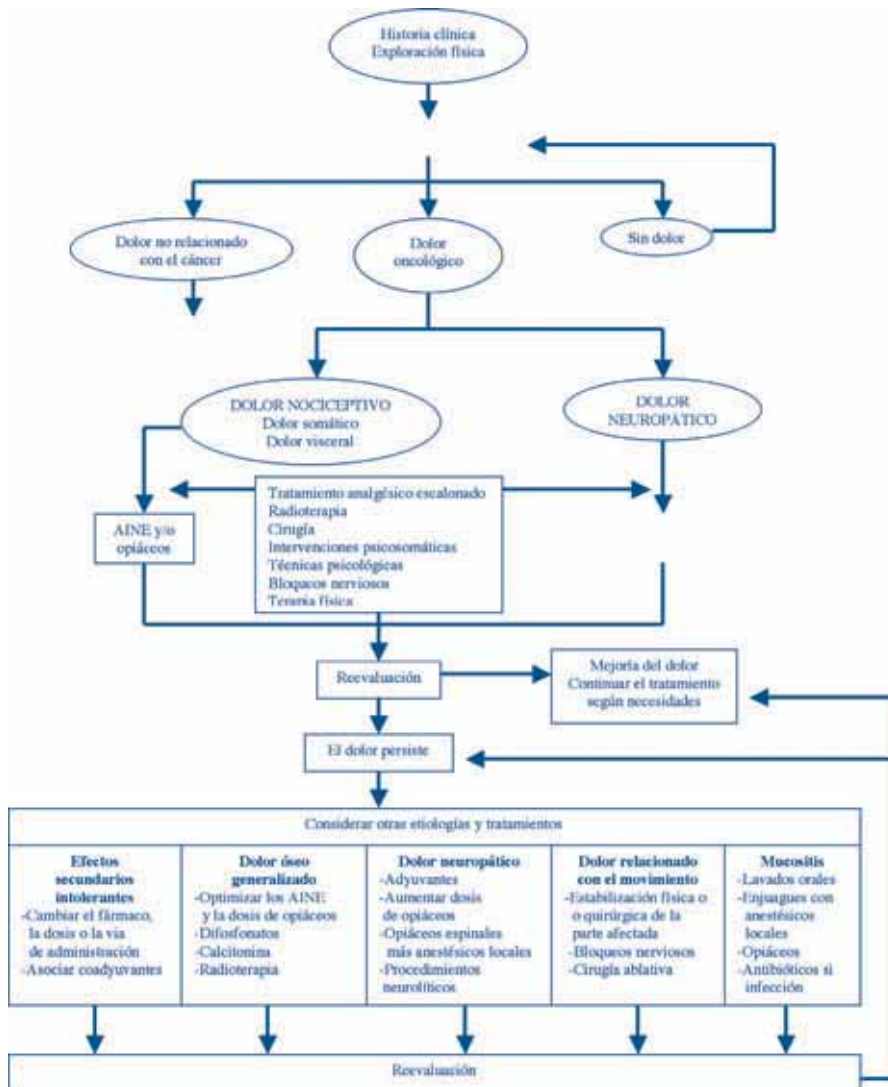 Historia clínica
Exploración física
Dolor no relacionado
con el cáncer
Dolor
oncológico
Sin dolor
DOLOR NOCICEPTIVO
Dolor somático
Dolor visceral
DOLOR
NEUROPÁTICO
AINE y/o
opiáceos
Tratamiento analgésico escalonado
Radioterapia
Cirugía
Intervenciones psicosomáticas
Técnicas psicológicas
Bloqueos nerviosos
Terapia física
Reevaluación
Mejoría del dolor
Continuar el tratamiento
según necesidades
El dolor persiste
Considerar otras etiologías y tratamientos
Efectos
secundarios
intolerantes
-Cambiar el fármaco,
la dosis o la vía
de administración
-Asociar coadyuvantes
Dolor óseo
generalizado
-Optimizar los AINE
y la dosis de opiáceos
-Difosfonatos
-Calcitonina
-Radioterapia
Dolor neuropático
-Adyuvantes
-Aumentar dosis
de opiáceos
-Opiáceos espinales
más anestésicos locales
-Procedimientos
neurolíticos
Dolor relacionado
con el movimiento
-Estabilización física o
o quirúrgica de la
parte afectada
-Bloqueos nerviosos
-Cirugía ablativa
Mucositis
-Lavados orales
-Enjuagues con
anestésicos
locales
-Opiáceos
-Antibióticos si
infección
Reevaluación